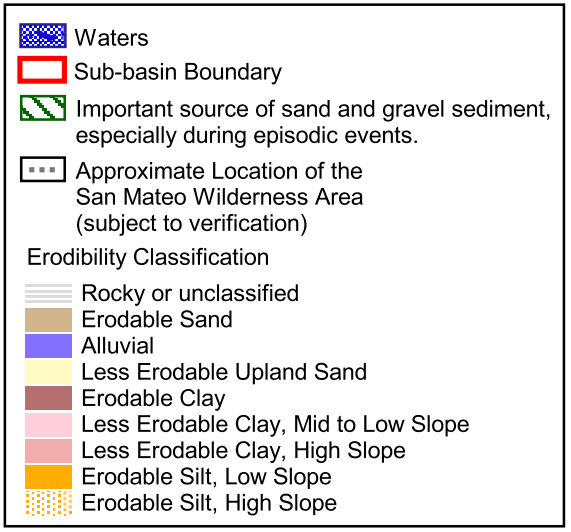 Waters
Sub-basin Boundary
Important source of sand and gravel sediment,
especially during episodic events.
Approximate Location of the
San Mateo Wilderness Area
(subject to verification)
Erodibility Classification
Rocky or unclassified
Erodable Sand
Alluvial
Less Erodable Upland Sand
Erodable Clay
Less Erodable Clay, Mid to Low Slope
Less Erodable Clay, High Slope
Erodable Silt, Low Slope
Erodable Silt, High Slope